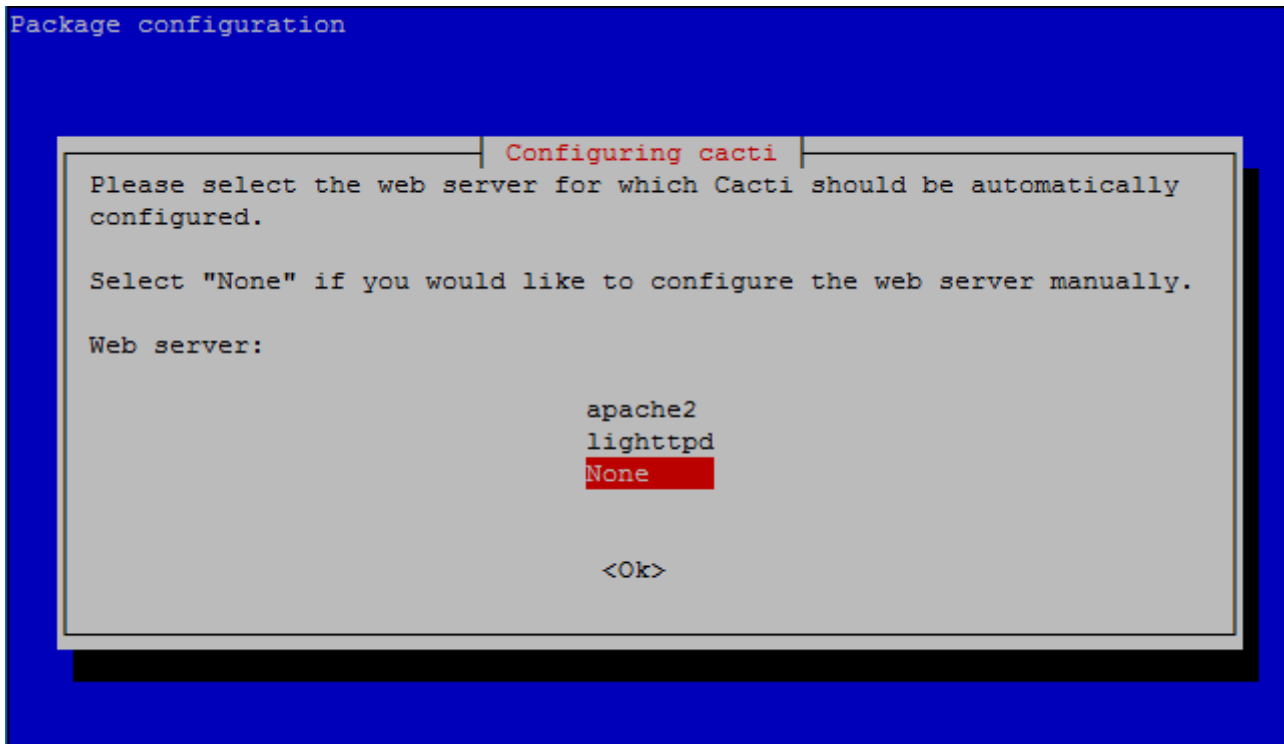 Package configuration
Configuring cacti
Please select the web server for which Cacti should be automatically
configured.
Select "None" if you would like to configure the web server manually.
Web server:
apache2
lighttpd
None
<Ok>